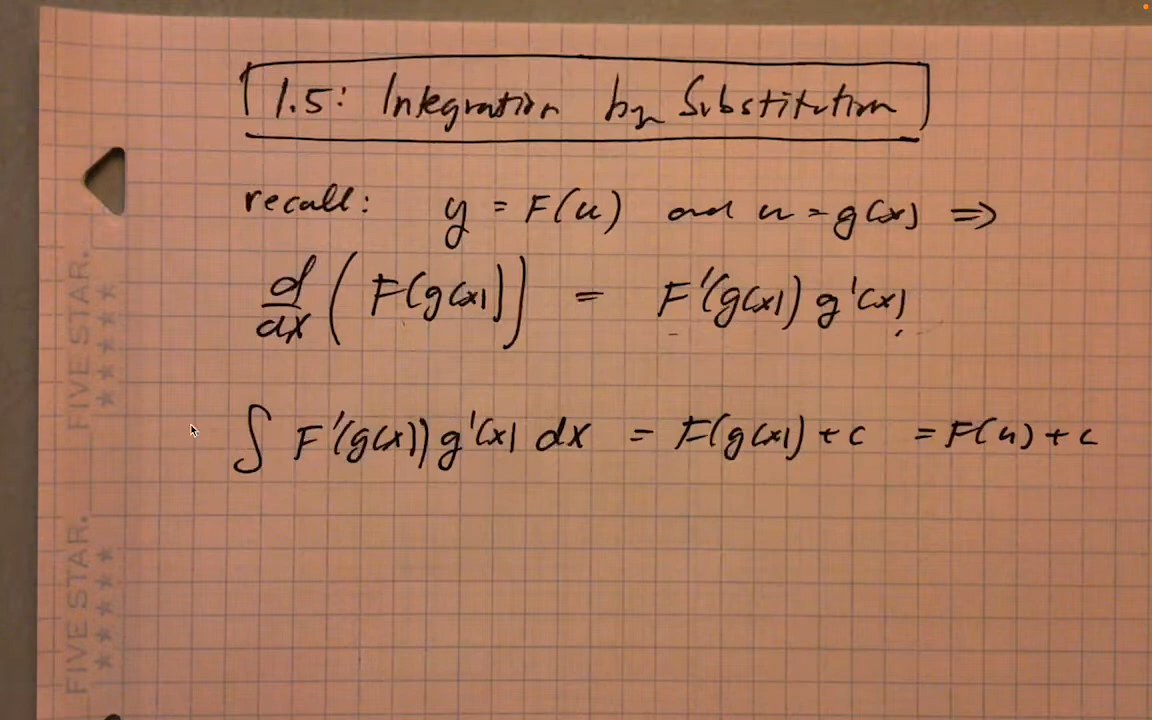 1.5: Integration by Substitution
recall: y = F(u) and u = g(x) ⇒
d/dx ( F(g(x)) ) = F'(g(x)) g'(x)
∫ F'(g(x)) g'(x) dx = F(g(x)) + c = F(u) + c
FIVE STAR.
FIVE STAR.